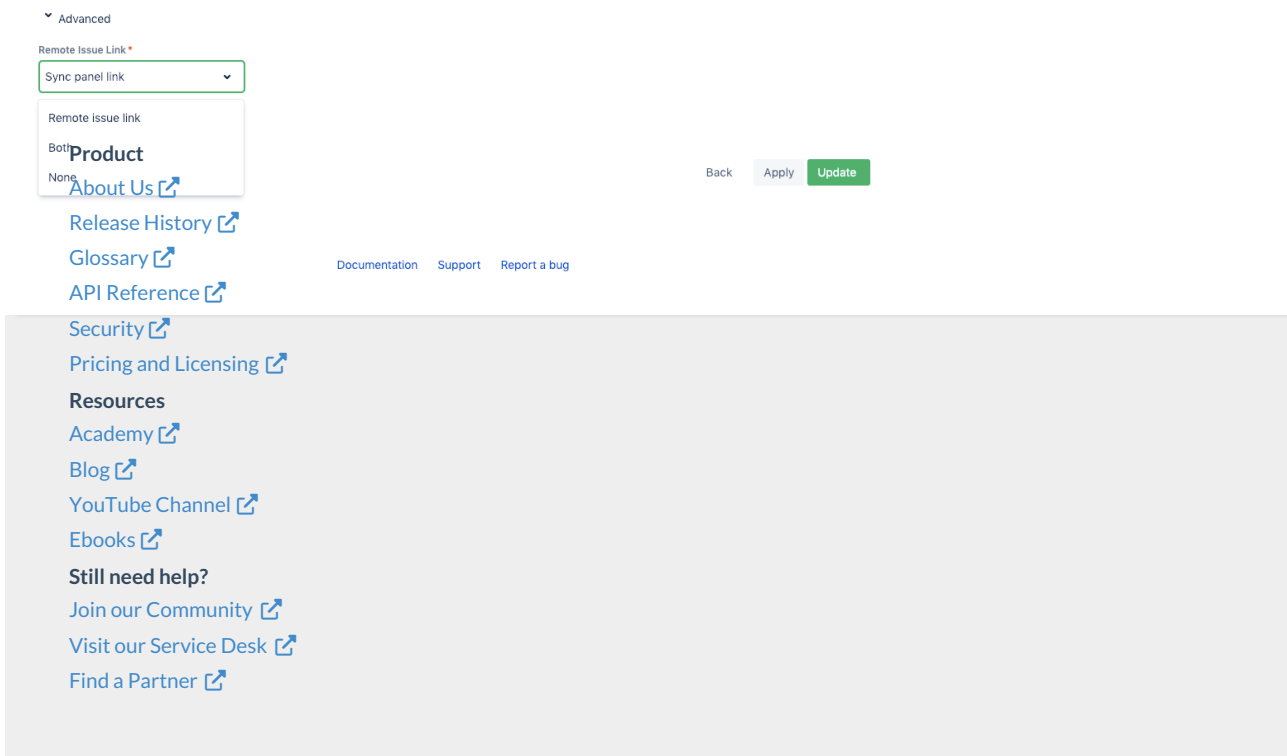 Advanced
Remote Issue Link *
Sync panel link
Remote issue link
Both
None
Back Apply Update
Documentation Support Report a bug
Product
About Us
Release History
Glossary
API Reference
Security
Pricing and Licensing
Resources
Academy
Blog
YouTube Channel
Ebooks
Still need help?
Join our Community
Visit our Service Desk
Find a Partner